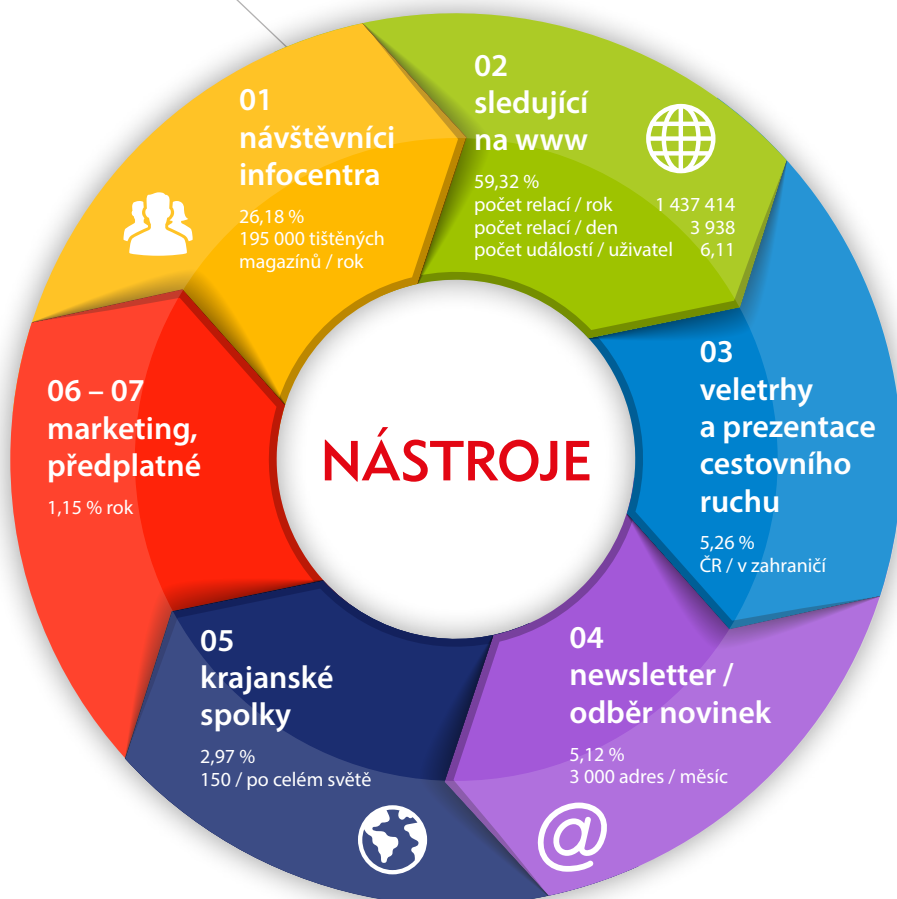 01
návštěvníci
infocentra
26,18 %
195 000 tištěných
magazínů / rok
02
sledující
na www
59,32 %
počet relací / rok 1 437 414
počet relací / den 3 938
počet událostí / uživatel 6,11
03
veletrhy
a prezentace
cestovního
ruchu
5,26 %
ČR / v zahraničí
04
newsletter /
odběr novinek
5,12 %
3 000 adres / měsíc
@
05
krajanské
spolky
2,97 %
150 / po celém světě
06 – 07
marketing,
předplatné
1,15 % rok
NÁSTROJE